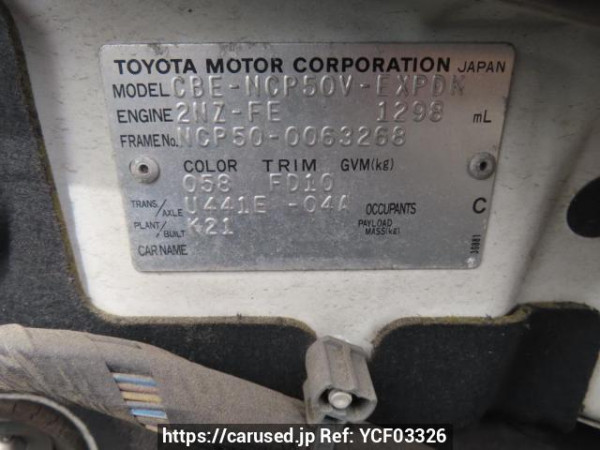 TOYOTA MOTOR CORPORATION JAPAN
MODEL CBE-NCP50V-EXPDK
ENGINE 2NZ-FE 1298 mL
FRAME No. NCP50-0063268
COLOR TRIM GVM(kg)
058 FD10
TRANS/AXLE U441E -04A OCCUPANTS C
PLANT/BUILT K21 PAYLOAD MASS(kg)
CAR NAME
https://carused.jp Ref: YCF03326